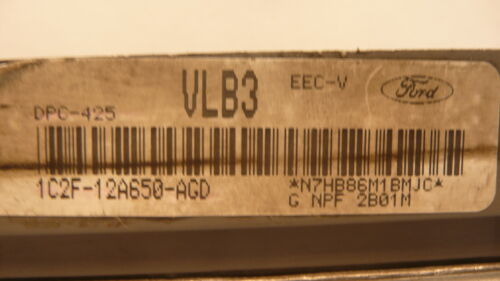 VLB3 EEC-V Ford
DPC-425
1C2F-12A650-AGD *N7HB86M1BMJC*
G NPF 2B01M